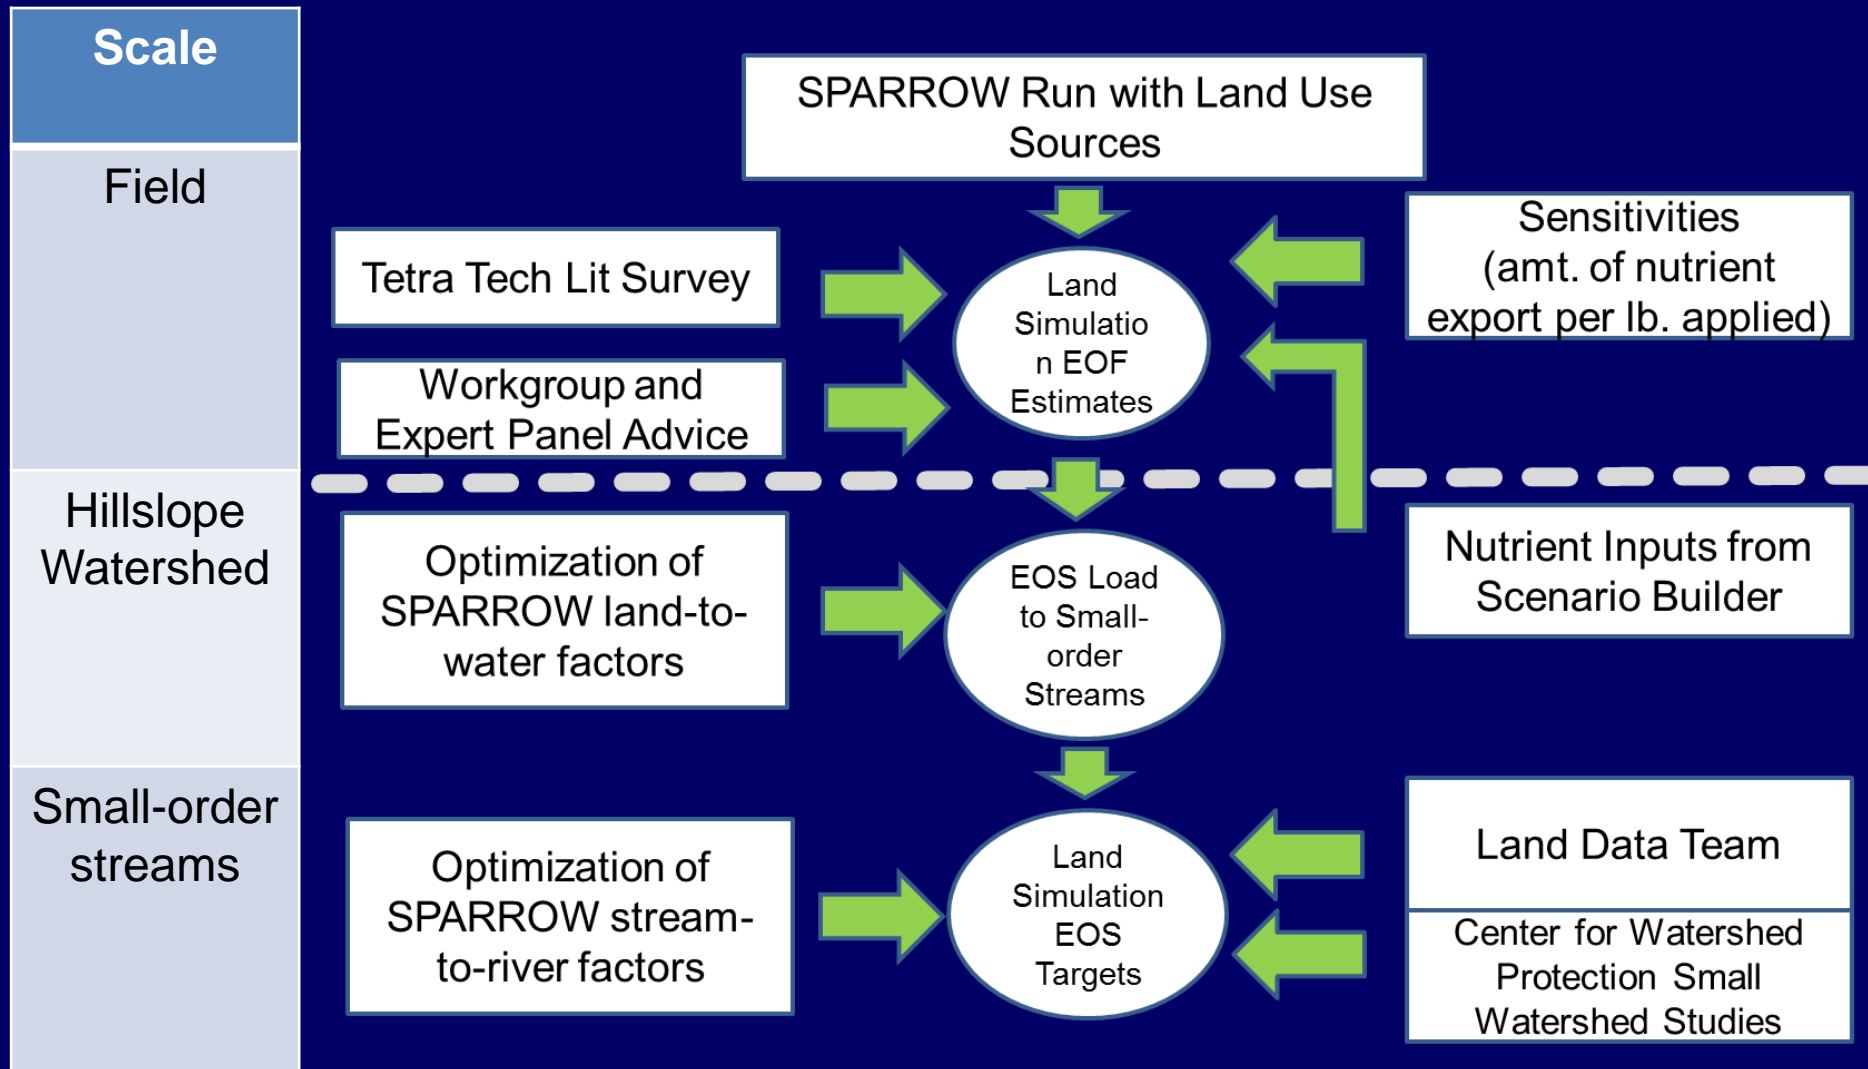 Scale
Field
Hillslope
Watershed
Small-order
streams
SPARROW Run with Land Use
Sources
Tetra Tech Lit Survey
Workgroup and
Expert Panel Advice
Land
Simulatio
n EOF
Estimates
Sensitivities
(amt. of nutrient
export per lb. applied)
Optimization of
SPARROW land-to-
water factors
EOS Load
to Small-
order
Streams
Nutrient Inputs from
Scenario Builder
Optimization of
SPARROW stream-
to-river factors
Land
Simulation
EOS
Targets
Land Data Team
Center for Watershed
Protection Small
Watershed Studies